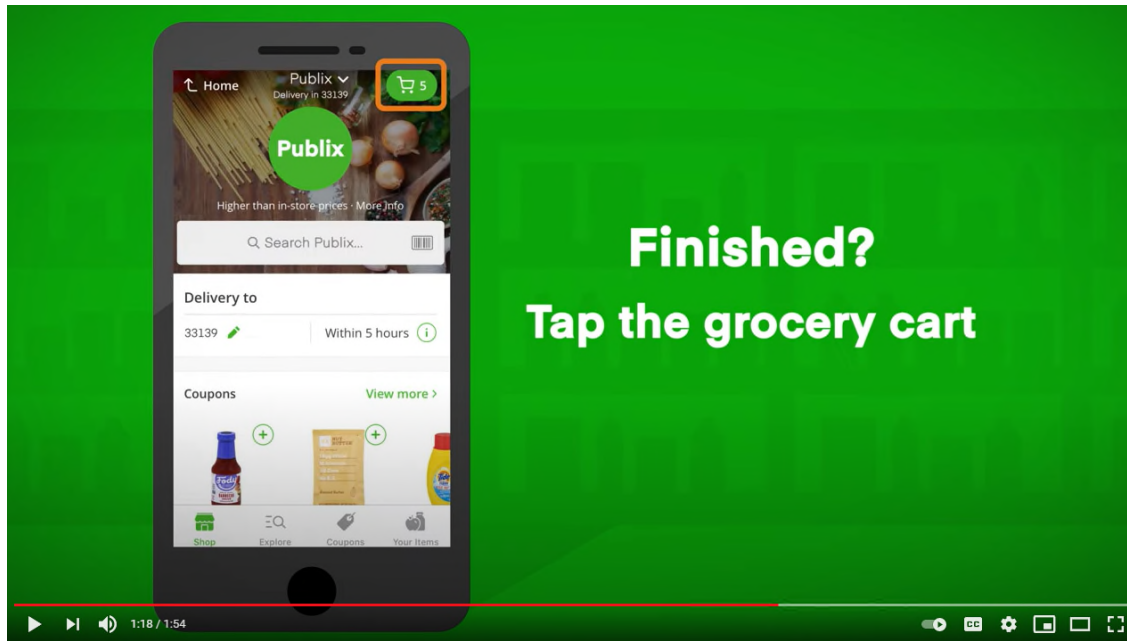 Home
Publix
Delivery in 33139
5
Publix
Higher than in-store prices · More Info
Search Publix...
Finished?
Tap the grocery cart
Delivery to
33139
Within 5 hours
i
Coupons
View more >
Fody
Shop
Explore
Coupons
Your Items
1:18 / 1:54
CC